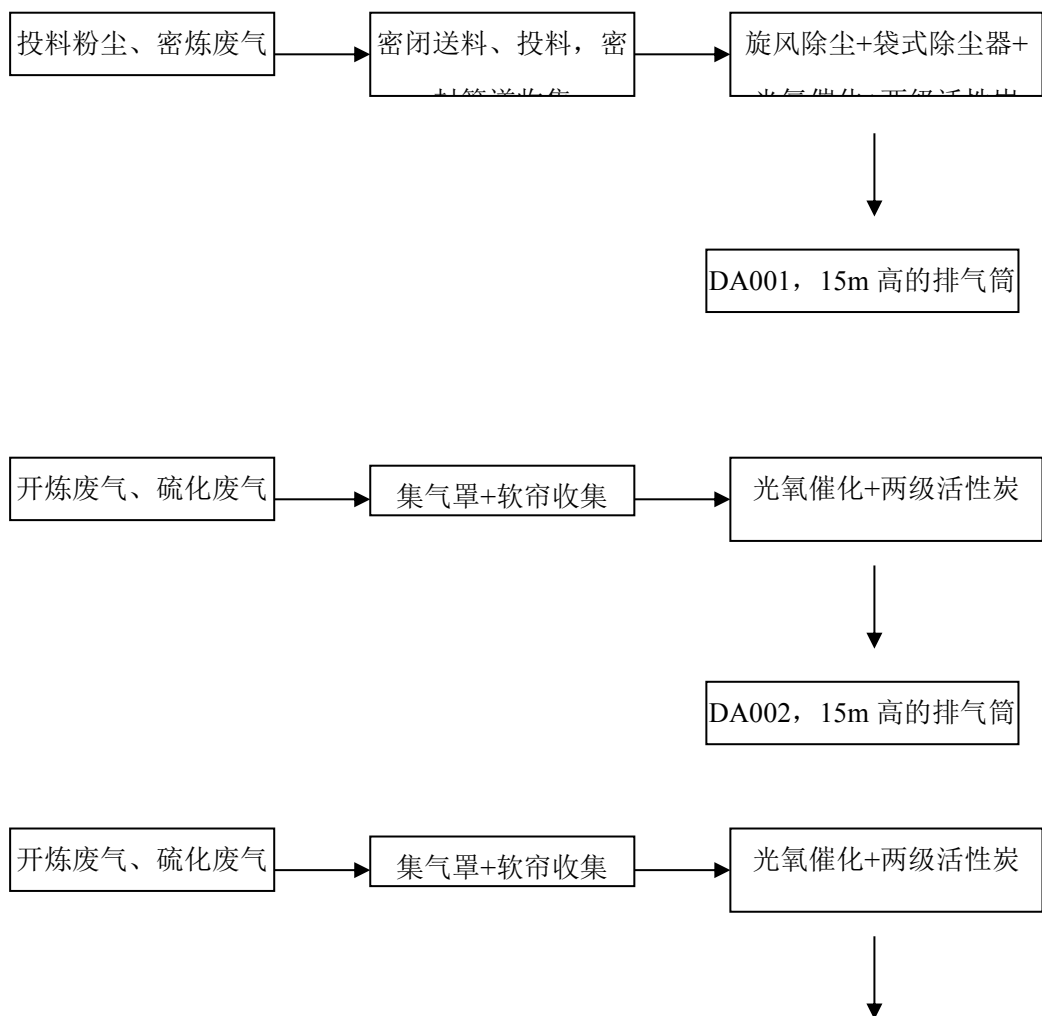 投料粉尘、密炼废气
密闭送料、投料，密
旋风除尘+袋式除尘器+
DA001，15m 高的排气筒
开炼废气、硫化废气
集气罩+软帘收集
光氧催化+两级活性炭
DA002，15m 高的排气筒
开炼废气、硫化废气
集气罩+软帘收集
光氧催化+两级活性炭